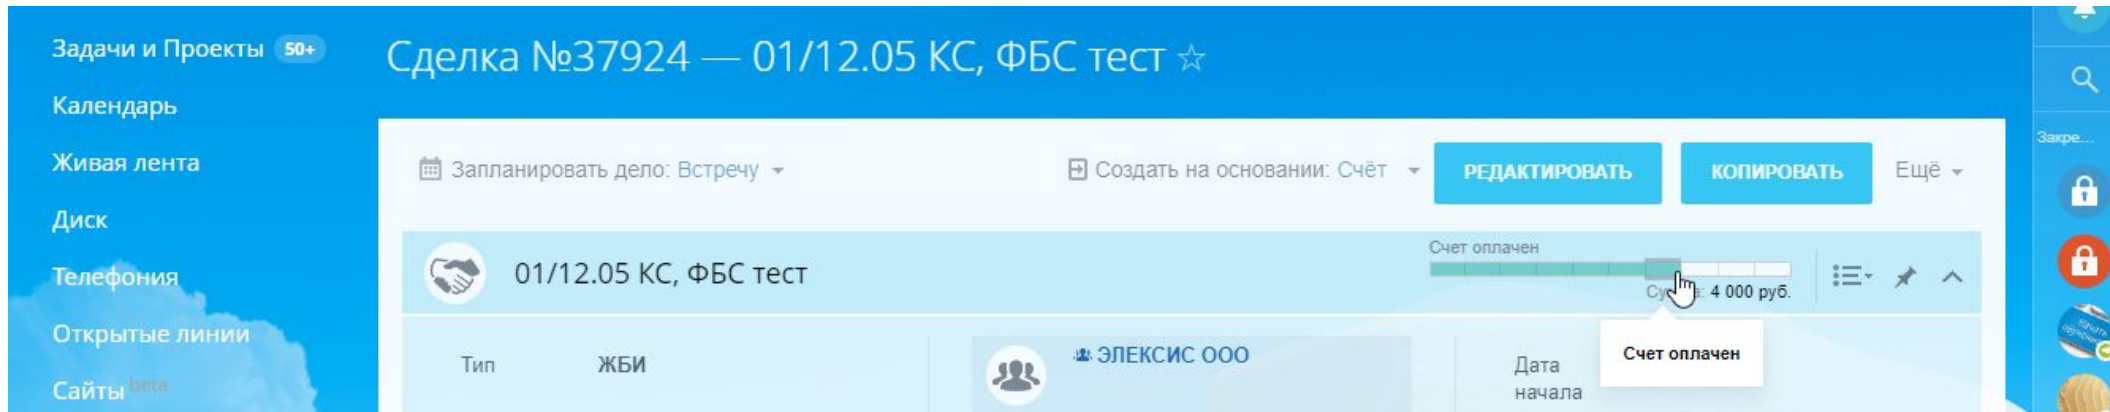 Задачи и Проекты 50+
Календарь
Живая лента
Диск
Телефония
Открытые линии
Сайты beta
Сделка №37924 — 01/12.05 КС, ФБС тест
Запланировать дело: Встречу
Создать на основании: Счёт
РЕДАКТИРОВАТЬ
КОПИРОВАТЬ
Ещё
01/12.05 КС, ФБС тест
Счет оплачен
4 000 руб.
Счет оплачен
Тип ЖБИ
ЭЛЕКСИС ООО
Дата
начала
Закре...